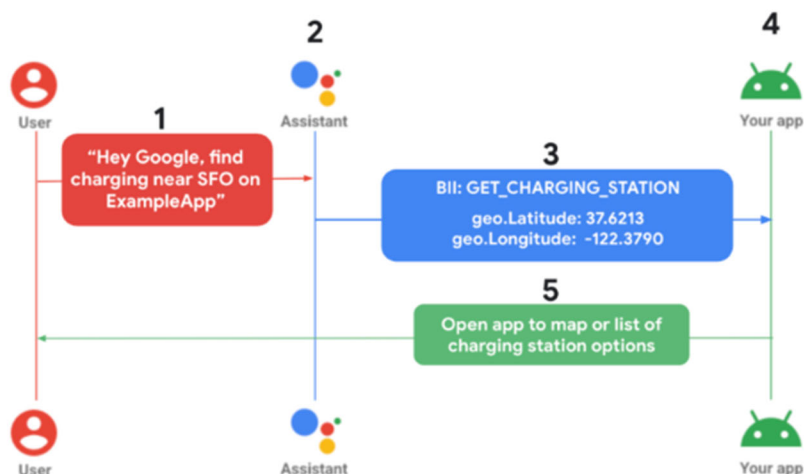 2
4
User
Assistant
Your app
1
3
"Hey Google, find
charging near SFO on
ExampleApp"
BII: GET_CHARGING_STATION
geo.Latitude: 37.6213
geo.Longitude: -122.3790
5
Open app to map or list of
charging station options
User
Assistant
Your app